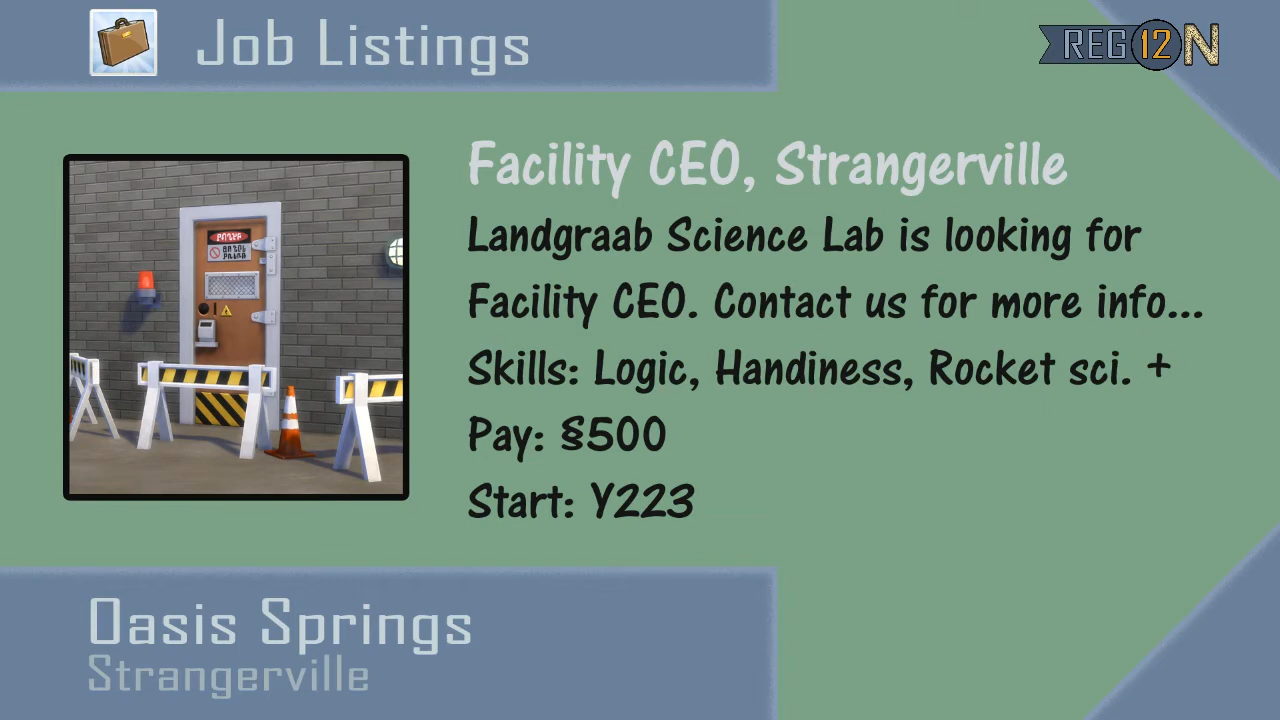 Job Listings
REG12N
Facility CEO, Strangerville
Landgraab Science Lab is looking for
Facility CEO. Contact us for more info...
Skills: Logic, Handiness, Rocket sci. +
Pay: §500
Start: Y223
Oasis Springs
Strangerville